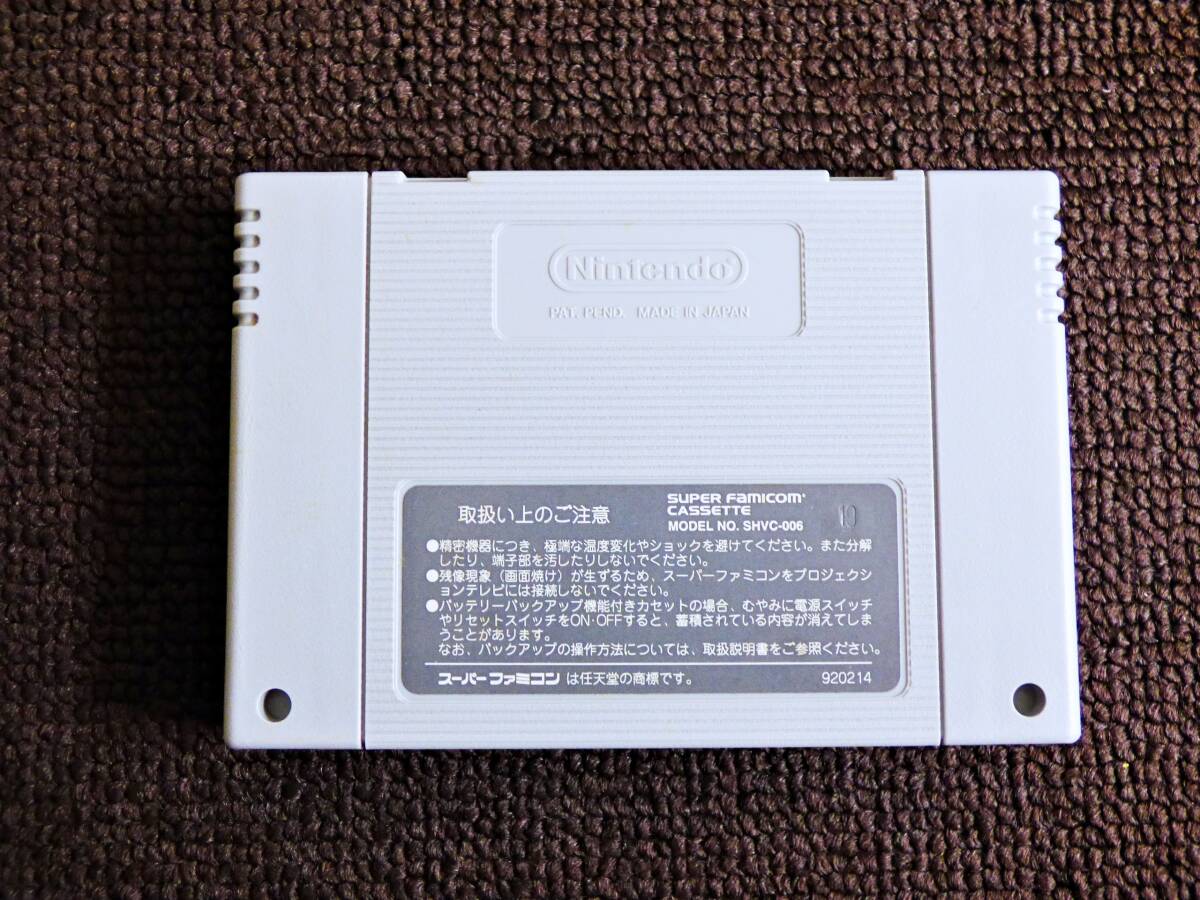 Nintendo
PAT. PEND. MADE IN JAPAN
取扱い上のご注意
SUPER FAMICOM
CASSETTE
MODEL NO. SHVC-006
10
●精密機器につき、極端な温度変化やショックを避けてください。また分解
したり、端子部を汚したりしないでください。
●残像現象（画面焼け）が生ずるため、スーパーファミコンをプロジェクシ
ョンテレビには接続しないでください。
●バッテリーバックアップ機能付きカセットの場合、むやみに電源スイッチ
やリセットスイッチをON・OFFすると、蓄積されている内容が消えてしま
うことがあります。
なお、バックアップの操作方法については、取扱説明書をご参照ください。
スーパーファミコンは任天堂の商標です。 920214